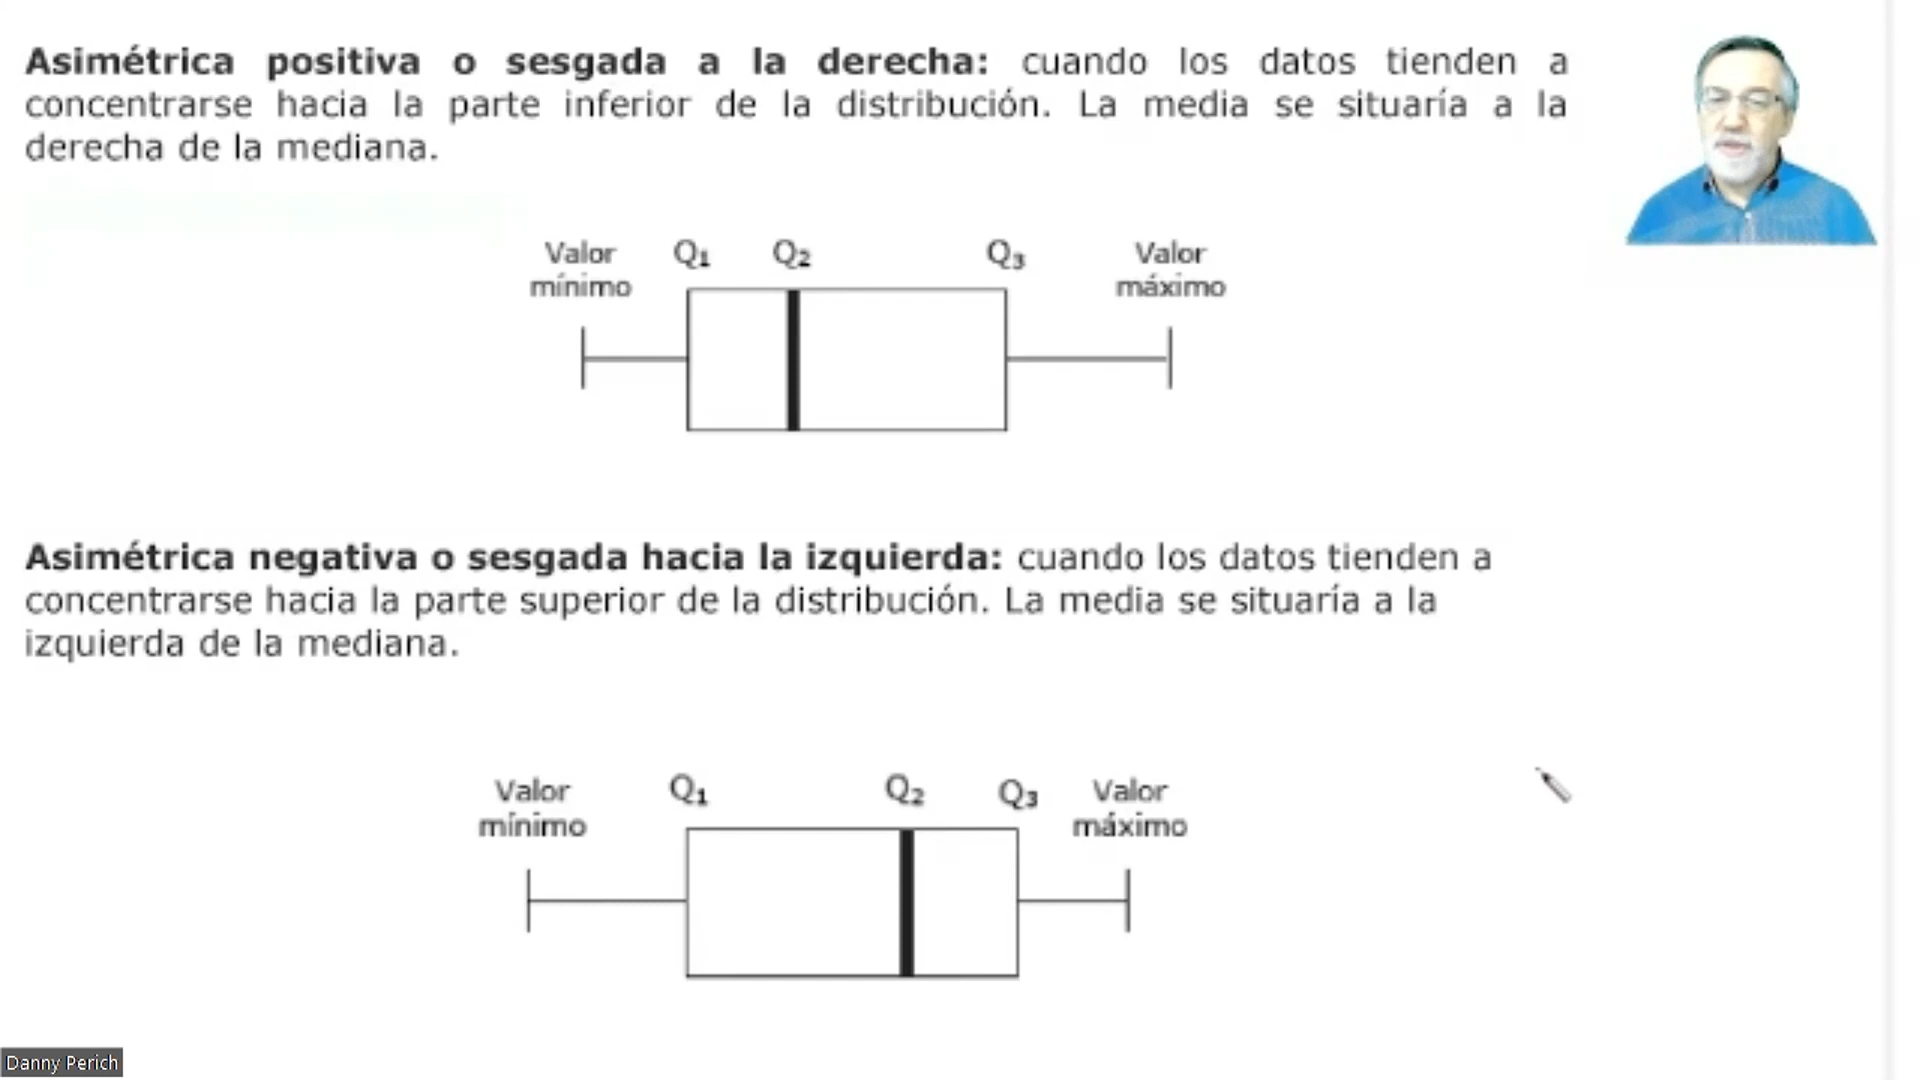 Asimétrica positiva o sesgada a la derecha: cuando los datos tienden a
concentrarse hacia la parte inferior de la distribución. La media se situaría a la
derecha de la mediana.
Valor mínimo Q₁ Q₂ Q₃ Valor máximo
Asimétrica negativa o sesgada hacia la izquierda: cuando los datos tienden a
concentrarse hacia la parte superior de la distribución. La media se situaría a la
izquierda de la mediana.
Valor mínimo Q₁ Q₂ Q₃ Valor máximo
Danny Perich